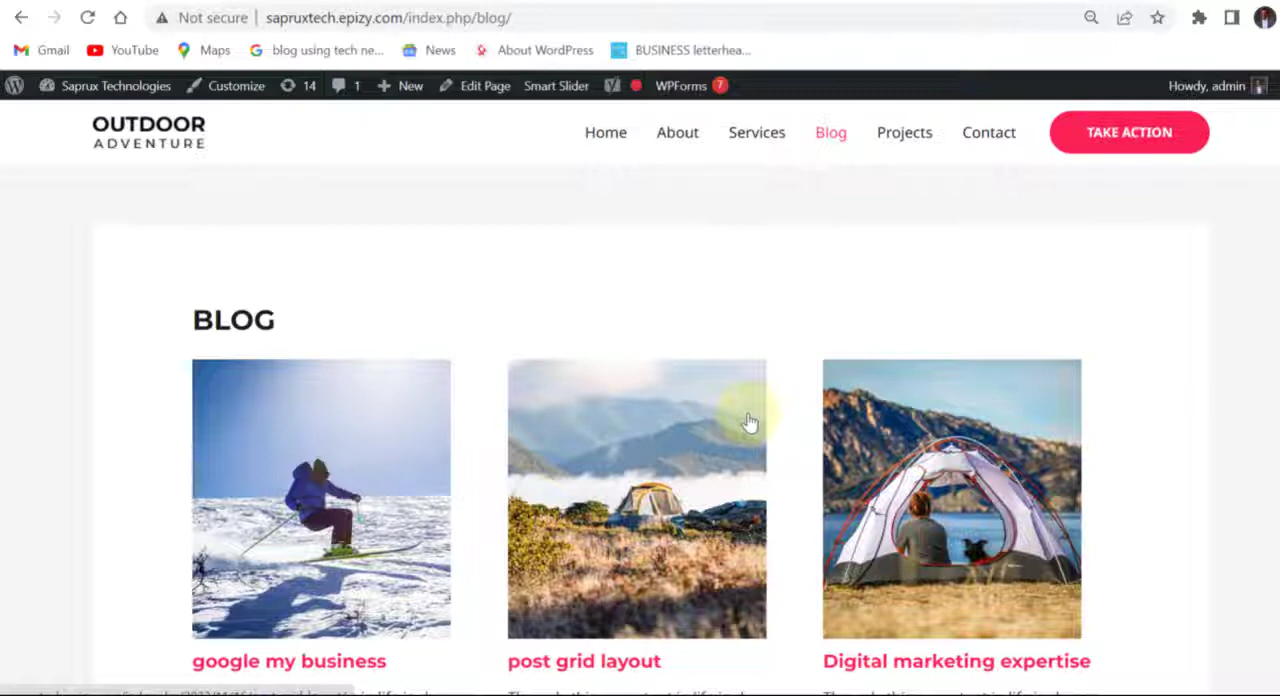 Not secure | sapruxtech.epizy.com/index.php/blog/
Gmail YouTube Maps blog using tech ne... News About WordPress BUSINESS letterhea...
Saprux Technologies Customize 14 1 New Edit Page Smart Slider WPForms 7 Howdy, admin
OUTDOOR
ADVENTURE
Home About Services Blog Projects Contact TAKE ACTION
BLOG
google my business post grid layout Digital marketing expertise